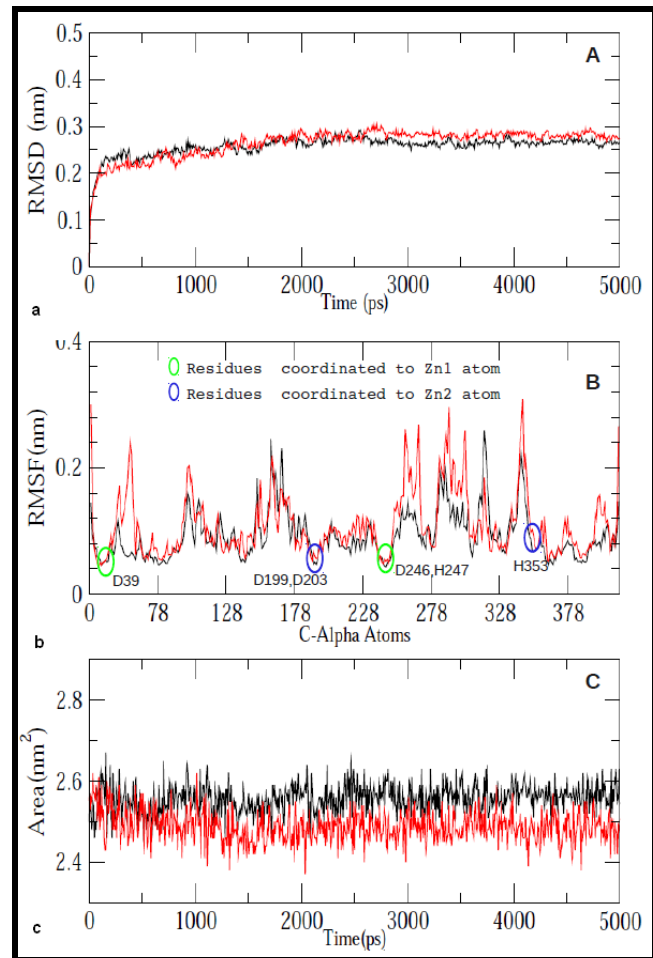 A
RMSD (nm)
0.5
0.4
0.3
0.2
0.1
0
0 1000 2000 3000 4000 5000
Time (ps)
a
B
RMSF(nm)
0.4
0.2
0
Residues coordinated to Zn1 atom
Residues coordinated to Zn2 atom
D39
D199,D203
D246,H247
H353
78 128 178 228 278 328 378
C-Alpha Atoms
b
C
Area(nm2)
2.8
2.6
2.4
0 1000 2000 3000 4000 5000
Time(ps)
c